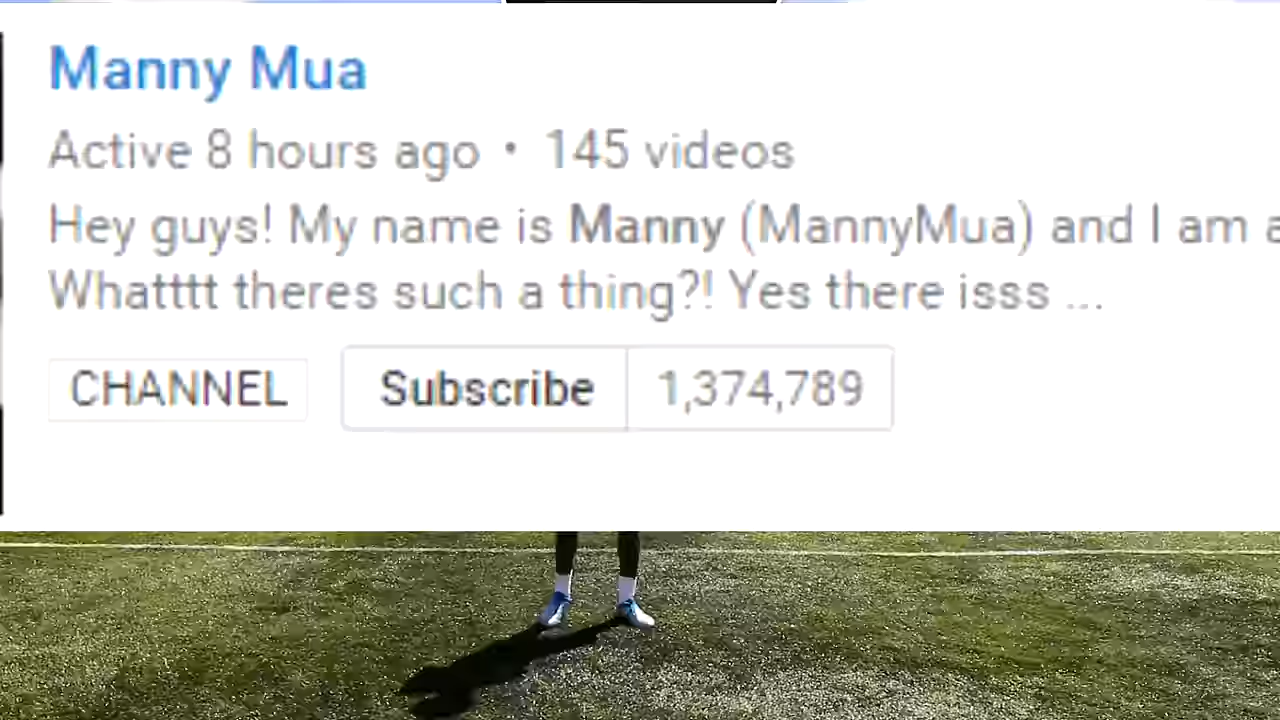 Manny Mua
Active 8 hours ago • 145 videos
Hey guys! My name is Manny (MannyMua) and I am a
Whatttt theres such a thing?! Yes there isss ...
CHANNEL Subscribe 1,374,789